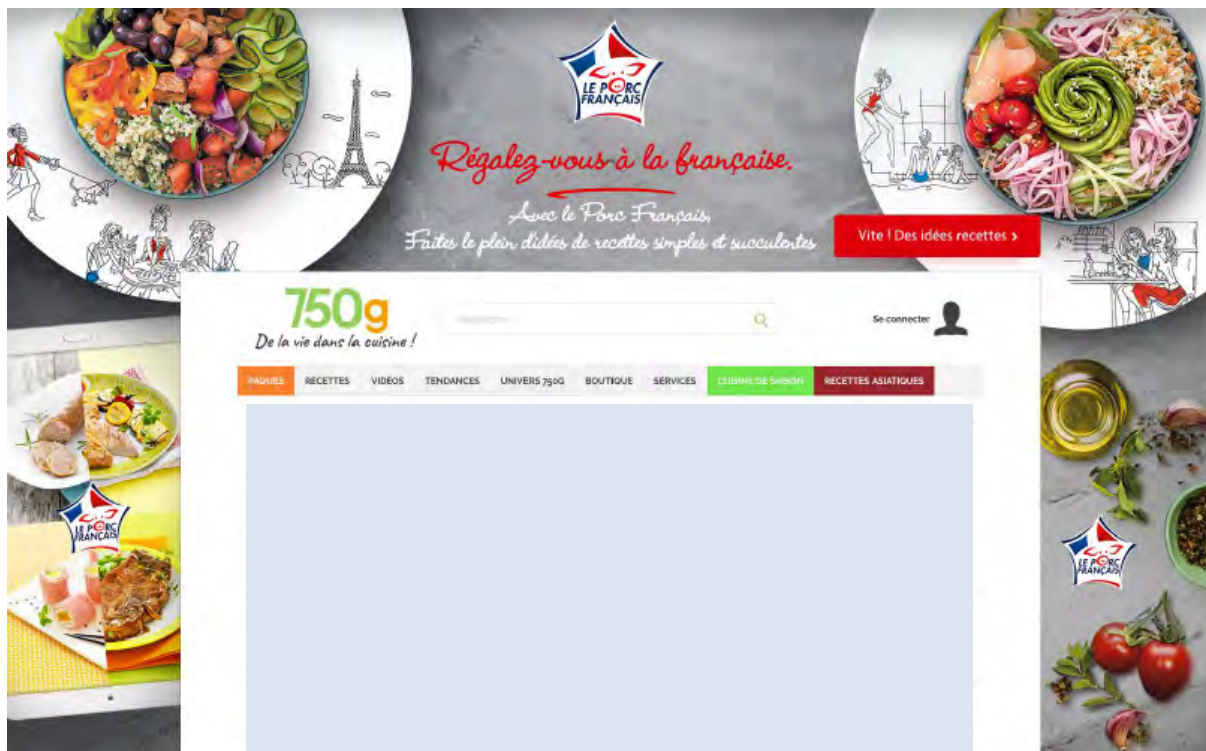 LE PORC
FRANÇAIS
Régalez-vous à la française.
Avec le Porc Français,
Faites le plein d'idées de recettes simples et succulentes
Vite ! Des idées recettes >
750g
De la vie dans la cuisine !
Se connecter
PAQUES RECETTES VIDÉOS TENDANCES UNIVERS 750G BOUTIQUE SERVICES CUISINE DE SAISON RECETTES ASIATIQUES
LE PORC
FRANÇAIS
LE PORC
FRANÇAIS